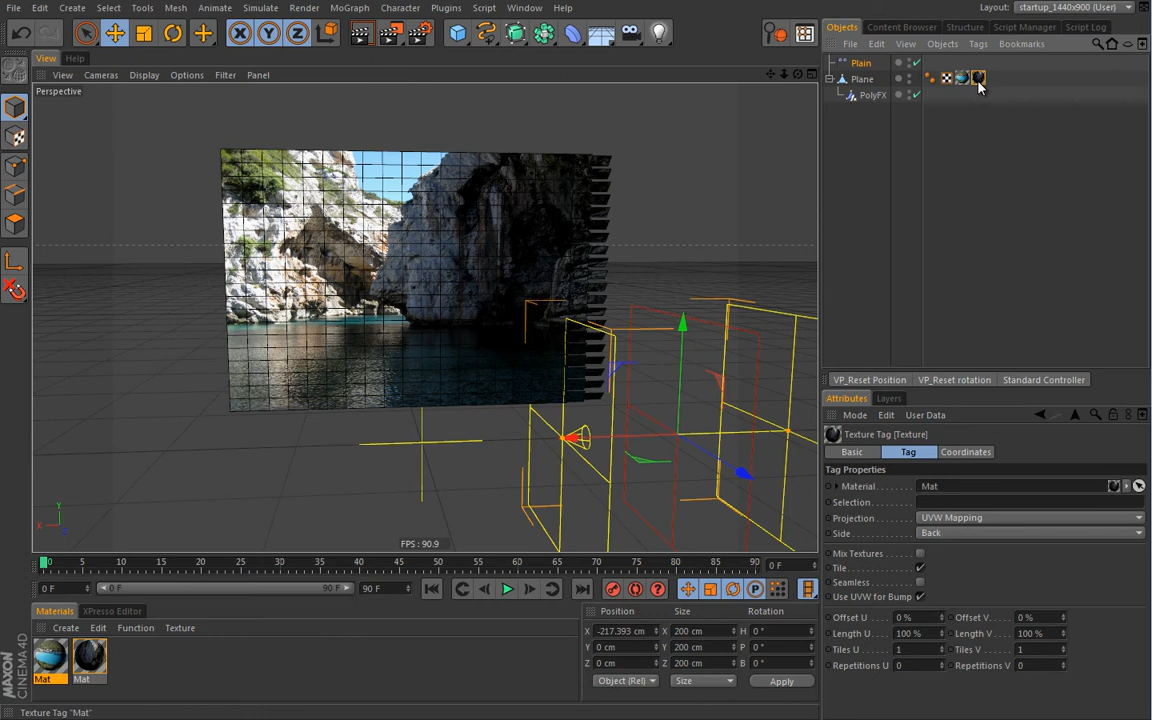 File Edit Create Select Tools Mesh Animate Simulate Render MoGraph Character Plugins Script Window Help Layout: startup_1440x900 (User)
X Y Z
Objects Content Browser Structure Script Manager Script Log
View Help
File Edit View Objects Tags Bookmarks
View Cameras Display Options Filter Panel
Plain
Perspective
Plane
PolyFX
VP_Reset Position VP_Reset rotation Standard Controller
Attributes Layers
Mode Edit User Data
Texture Tag [Texture]
Basic Tag Coordinates
Tag Properties
Material Mat
Selection
Projection UVW Mapping
Side Back
Mix Textures
Tile
Seamless
Use UVW for Bump
Offset U 0 % Offset V 0 %
Length U 100 % Length V 100 %
Tiles U 1 Tiles V 1
Repetitions U 0 Repetitions V 0
Y
X
Z
FPS : 90.9
0 5 10 15 20 25 30 35 40 45 50 55 60 65 70 75 80 85 90 0 F
0 F 0 F 90 F 90 F P
Materials XPresso Editor
Create Edit Function Texture
Mat Mat
Position Size Rotation
X -217.393 cm X 200 cm H 0 °
Y 0 cm Y 200 cm P 0 °
Z 0 cm Z 200 cm B 0 °
Object (Rel) Size Apply
MAXON
CINEMA 4D
Texture Tag "Mat"